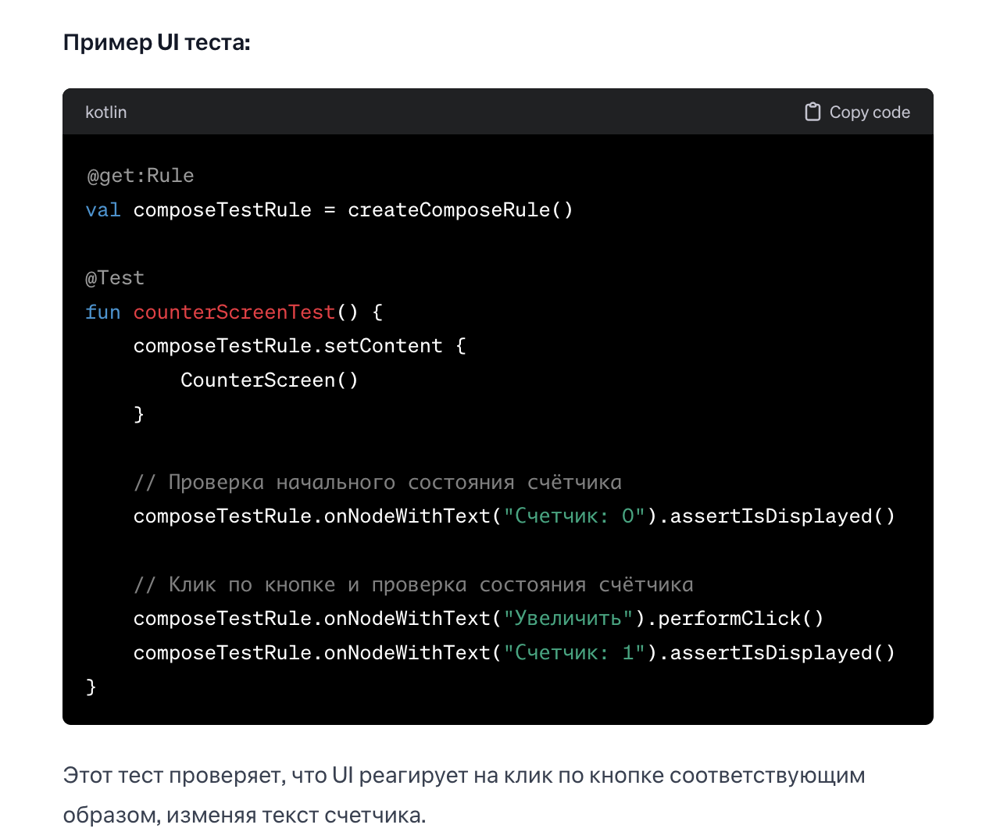 Пример UI теста:
kotlin
Copy code
@get:Rule
val composeTestRule = createComposeRule()
@Test
fun counterScreenTest() {
    composeTestRule.setContent {
        CounterScreen()
    }
    // Проверка начального состояния счётчика
    composeTestRule.onNodeWithText("Счетчик: 0").assertIsDisplayed()
    // Клик по кнопке и проверка состояния счётчика
    composeTestRule.onNodeWithText("Увеличить").performClick()
    composeTestRule.onNodeWithText("Счетчик: 1").assertIsDisplayed()
}
Этот тест проверяет, что UI реагирует на клик по кнопке соответствующим
образом, изменяя текст счетчика.